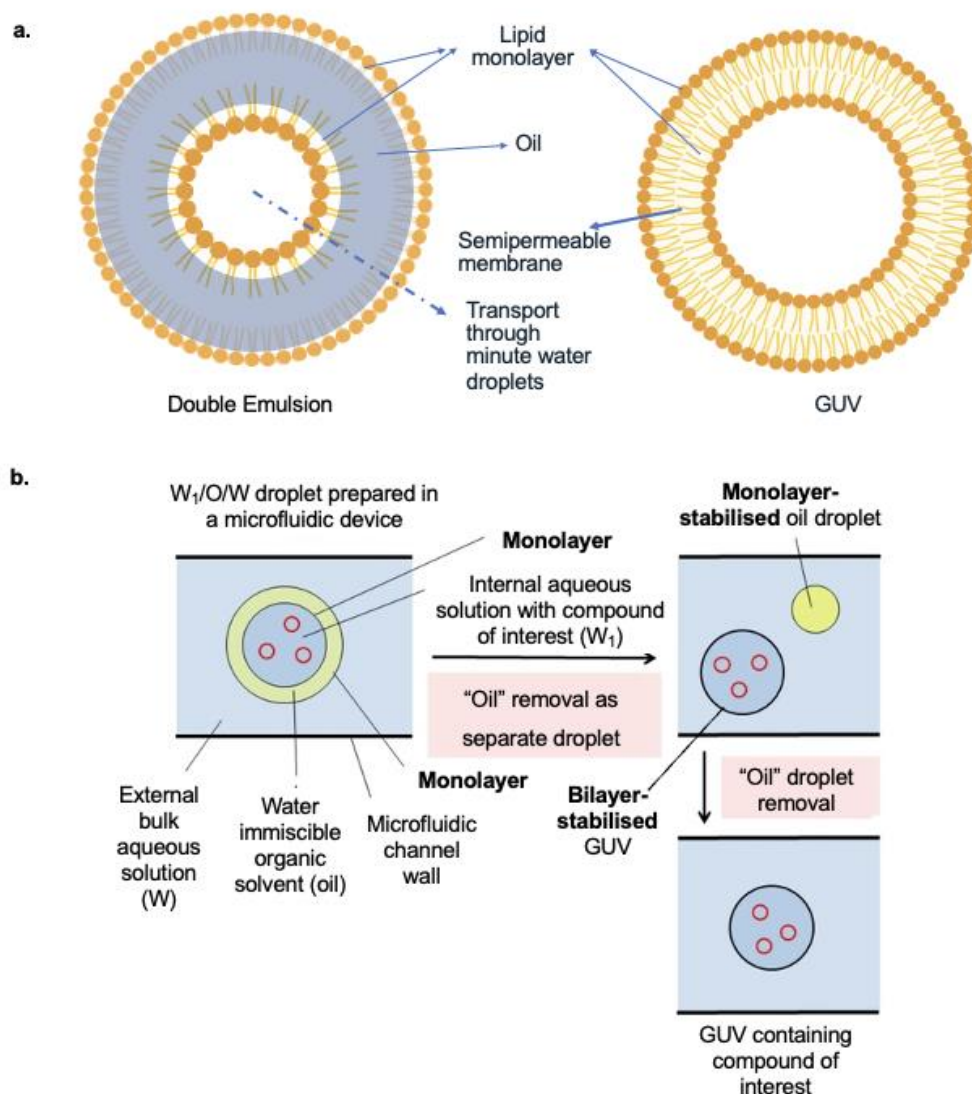 a.
Lipid
monolayer
Oil
Semipermeable
membrane
Transport
through
minute water
droplets
Double Emulsion
GUV
b.
W₁/O/W droplet prepared in
a microfluidic device
Monolayer
Internal aqueous
solution with compound
of interest (W₁)
"Oil" removal as
separate droplet
Monolayer
External
bulk
aqueous
solution
(W)
Water
immiscible
organic
solvent (oil)
Microfluidic
channel
wall
Monolayer-
stabilised oil droplet
Bilayer-
stabilised
GUV
"Oil" droplet
removal
GUV containing
compound of
interest